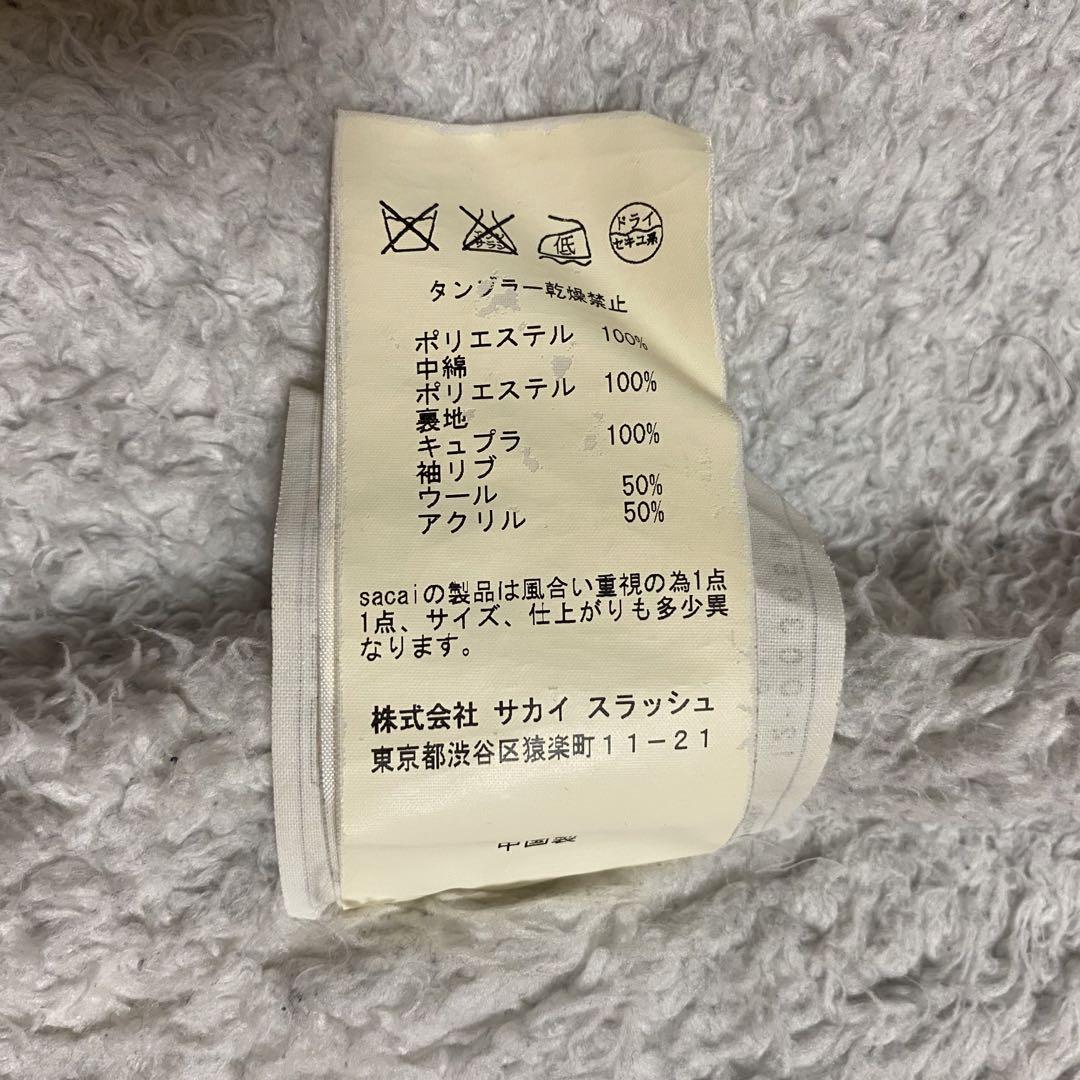 低
ドライ
セキユ系
タンブラー乾燥禁止
ポリエステル 100%
中綿
ポリエステル 100%
裏地
キュプラ 100%
袖リブ
ウール 50%
アクリル 50%
sacaiの製品は風合い重視の為1点
1点、サイズ、仕上がりも多少異
なります。
株式会社 サカイ スラッシュ
東京都渋谷区猿楽町11-21
中国製